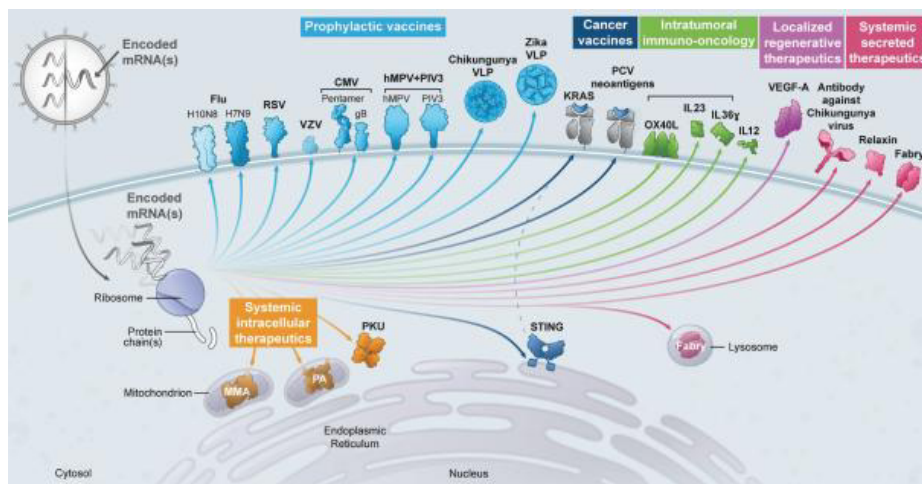 Encoded
mRNA(s)
Prophylactic vaccines
Cancer
vaccines
Intratumoral
immuno-oncology
Localized
regenerative
therapeutics
Systemic
secreted
therapeutics
Flu
H10N8
H7N9
RSV
VZV
CMV
Pentamer
gB
hMPV+PIV3
hMPV
PIV3
Chikungunya
VLP
Zika
VLP
KRAS
PCV
neoantigens
OX40L
IL23
IL36γ
IL12
VEGF-A
Antibody
against
Chikungunya
virus
Relaxin
Fabry
Encoded
mRNA(s)
Ribosome
Protein
chain(s)
Systemic
intracellular
therapeutics
PKU
STING
Fabry
Lysosome
Mitochondrion
MMA
PA
Endoplasmic
Reticulum
Cytosol
Nucleus